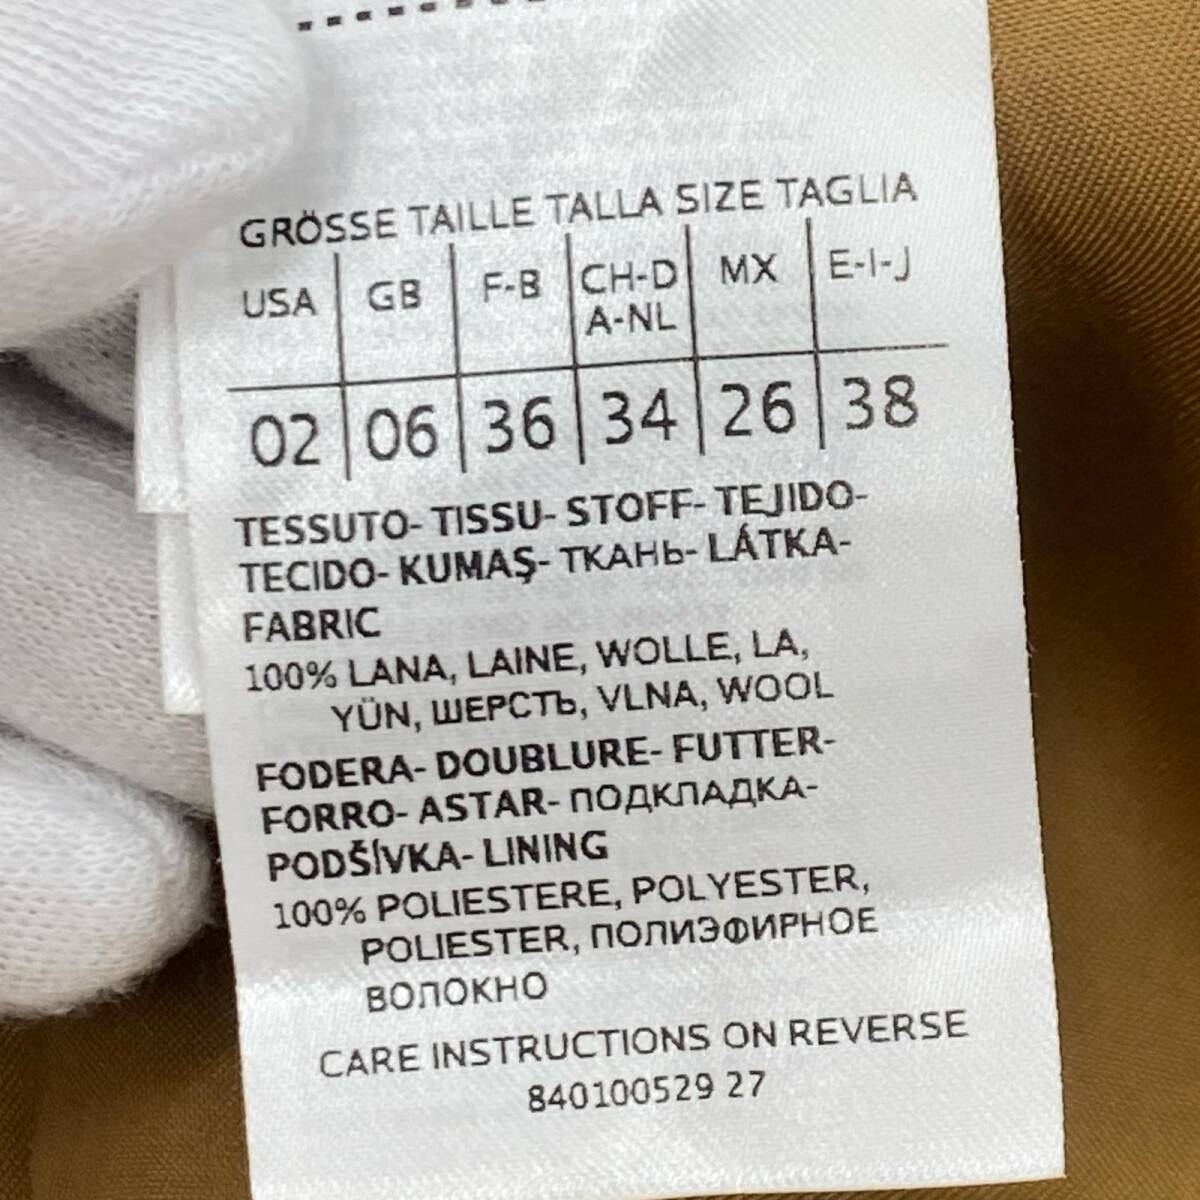 GRÖSSE TAILLE TALLA SIZE TAGLIA
USA GB F-B CH-D A-NL MX E-I-J
02 06 36 34 26 38
TESSUTO- TISSU- STOFF- TEJIDO-
TECIDO- KUMAŞ- ТКАНЬ- LÁTKA-
FABRIC
100% LANA, LAINE, WOLLE, LA,
YÜN, ШЕРСТЬ, VLNA, WOOL
FODERA- DOUBLURE- FUTTER-
FORRO- ASTAR- ПОДКЛАДКА-
PODŠÍVKA- LINING
100% POLIESTERE, POLYESTER,
POLIESTER, ПОЛИЭФИРНОЕ
ВОЛОКНО
CARE INSTRUCTIONS ON REVERSE
840100529 27